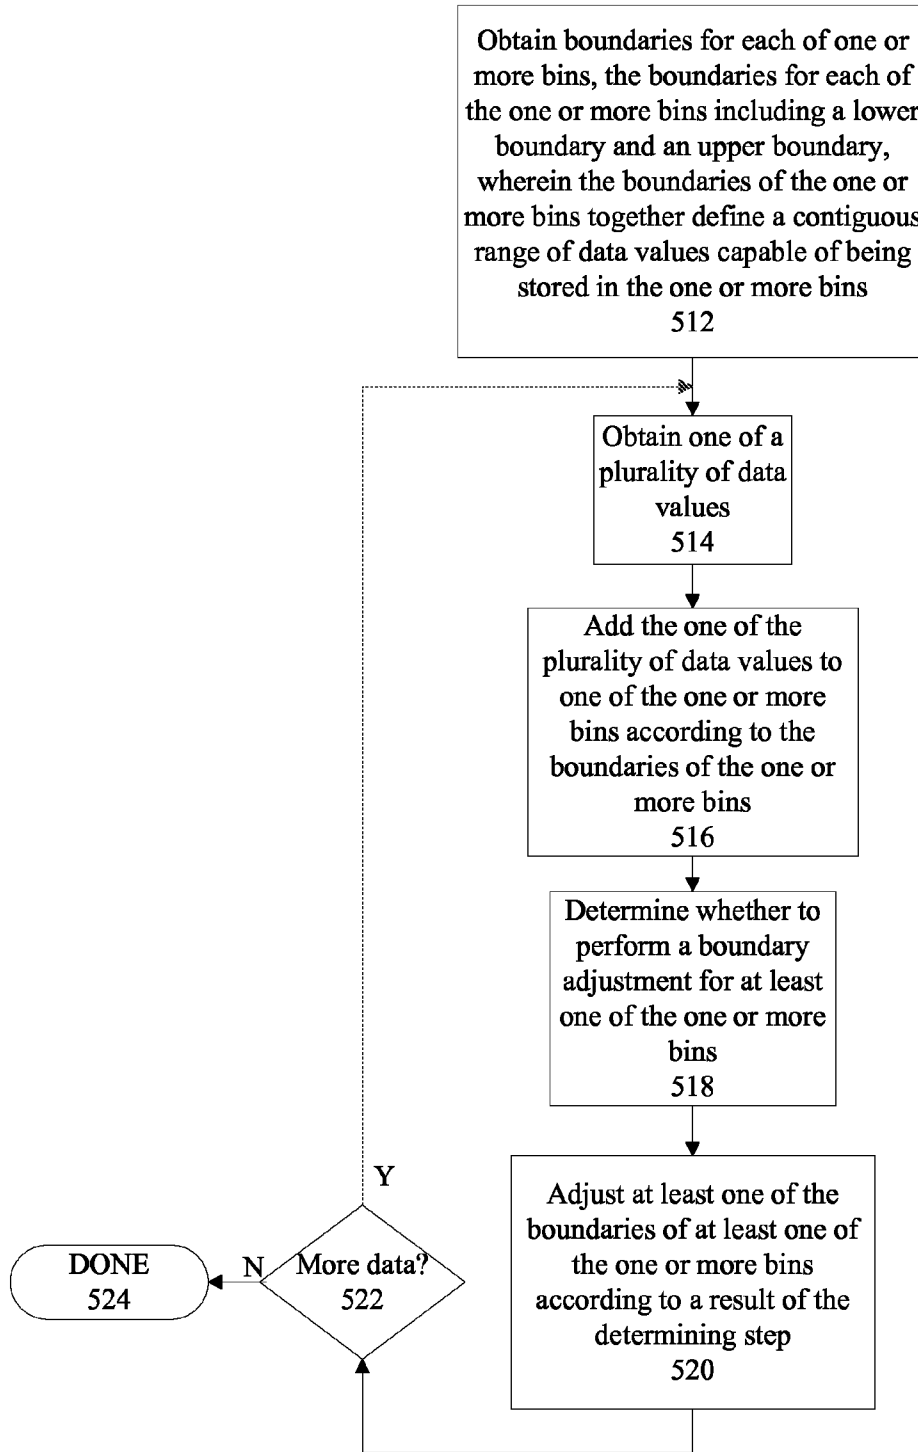 Obtain boundaries for each of one or
more bins, the boundaries for each of
the one or more bins including a lower
boundary and an upper boundary,
wherein the boundaries of the one or
more bins together define a contiguous
range of data values capable of being
stored in the one or more bins
512
Obtain one of a
plurality of data
values
514
Add the one of the
plurality of data values to
one of the one or more
bins according to the
boundaries of the one or
more bins
516
Determine whether to
perform a boundary
adjustment for at least
one of the one or more
bins
518
Adjust at least one of the
boundaries of at least one of
the one or more bins
according to a result of the
determining step
520
Y
More data?
522
N
DONE
524